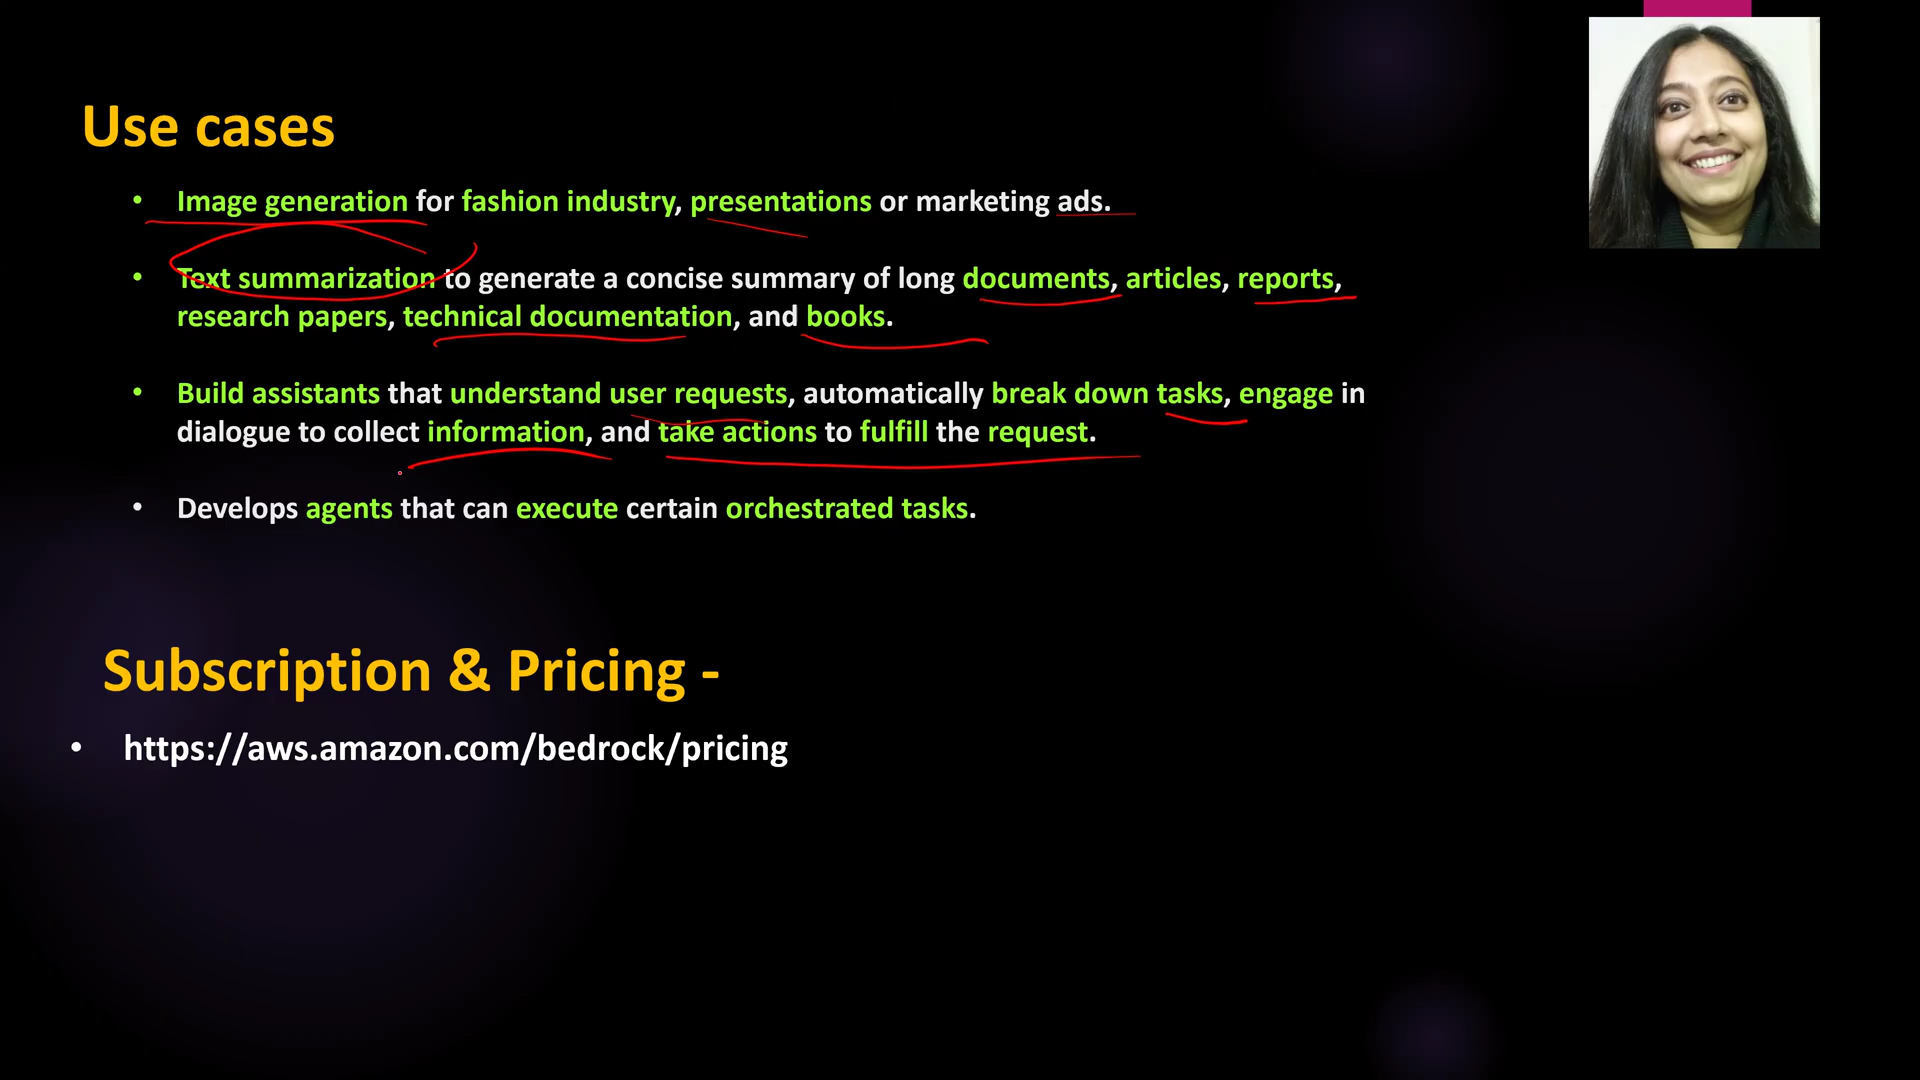 Use cases
• Image generation for fashion industry, presentations or marketing ads.
• Text summarization to generate a concise summary of long documents, articles, reports,
research papers, technical documentation, and books.
• Build assistants that understand user requests, automatically break down tasks, engage in
dialogue to collect information, and take actions to fulfill the request.
• Develops agents that can execute certain orchestrated tasks.
Subscription & Pricing -
• https://aws.amazon.com/bedrock/pricing